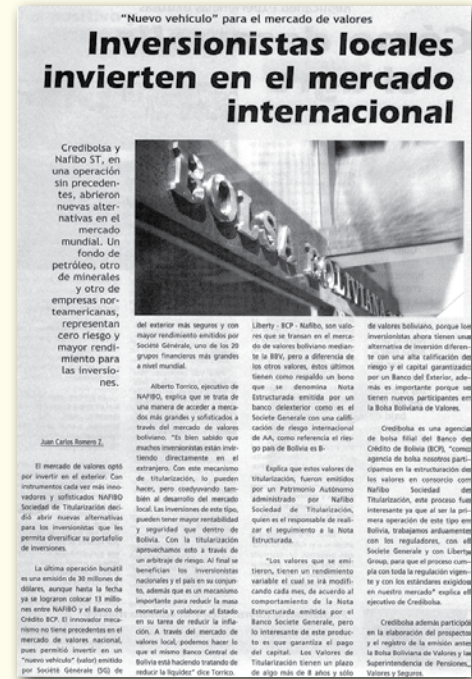 "Nuevo vehículo" para el mercado de valores
Inversionistas locales
invierten en el mercado
internacional
Credibolsa y
Nafibo ST, en
una operación
sin preceden-
tes, abrieron
nuevas alter-
nativas en el
mercado
mundial. Un
fondo de
petróleo, otro
de minerales
y otro de
empresas nor-
teamericanas,
representan
cero riesgo y
mayor rendi-
miento para
las inversio-
nes.
BOLSA BOLIVIANA
Juan Carlos Romero Z.
El mercado de valores optó
por invertir en el exterior. Con
instrumentos cada vez más inno-
vadores y sofisticados NAFIBO
Sociedad de Titularización deci-
dió abrir nuevas alternativas
para los inversionistas que les
permita diversificar su portafolio
de inversiones.
La última operación bursátil
es una emisión de 30 millones de
dólares, aunque hasta la fecha
ya se lograron colocar 13 millo-
nes entre NAFIBO y el Banco de
Crédito BCP. El innovador meca-
nismo no tiene precedentes en el
mercado de valores nacional,
pues permitió invertir en un
"nuevo vehículo" (valor) emitido
por Société Générale (SG) de
del exterior más seguros y con
mayor rendimiento emitidos por
Societé Générale, uno de los 20
grupos financieros más grandes
a nivel mundial.
Alberto Torrico, ejecutivo de
NAFIBO, explica que se trata de
una manera de acceder a merca-
dos más grandes y sofisticados a
través del mercado de valores
boliviano. "Es bien sabido que
muchos inversionistas están invir-
tiendo directamente en el
extranjero. Con este mecanismo
de titularización, lo pueden
hacer, pero coadyuvando tam-
bién al desarrollo del mercado
local. Las inversiones de este tipo,
pueden tener mayor rentabilidad
y seguridad que dentro de
Bolivia. Con la titularización
aprovechamos esto a través de
un arbitraje de riesgo. Al final se
benefician los inversionistas
nacionales y el país en su conjun-
to, además que es un mecanismo
importante para reducir la masa
monetaria y colaborar al Estado
en su tarea de reducir la infla-
ción. A través del mercado de
valores local, podemos hacer lo
que el mismo Banco Central de
Bolivia está haciendo tratando de
reducir la liquidez" dice Torrico.
Liberty - BCP - Nafibo, son valo-
res que se transan en el merca-
do de valores boliviano median-
te la BBV, pero a diferencia de
los otros valores, éstos últimos
tienen como respaldo un bono
que se denomina Nota
Estructurada emitida por un
banco delexterior como es el
Societe Generale con una califi-
cación de riesgo internacional
de AA, como referencia el ries-
go país de Bolivia es B-
Explica que estos valores de
titularización, fueron emitidos
por un Patrimonio Autónomo
administrado por Nafibo
Sociedad de Titularización,
quien es el responsable de reali-
zar el seguimiento a la Nota
Estructurada.
"Los valores que se emi-
tieron, tienen un rendimiento
variable el cual se irá modifi-
cando cada mes, de acuerdo al
comportamiento de la Nota
Estructurada emitida por el
Banco Societe Generale, pero
lo interesante de este produc-
to es que garantiza el pago
del capital. Los Valores de
Titularización tienen un plazo
de algo más de 8 años y sólo
de valores boliviano, porque los
inversionistas ahora tienen una
alternativa de inversión diferen-
te con una alta calificación de
riesgo y el capital garantizado
por un Banco del Exterior, ade-
más es importante porque se
tienen nuevos participantes en
la Bolsa Boliviana de Valores.
Credibolsa es una agencia
de bolsa filial del Banco de
Crédito de Bolivia (BCP), "como
agencia de bolsa nosotros parti-
cipamos en la estructuración de
los valores en consorcio con
Nafibo Sociedad de
Titularización, este proceso fue
interesante ya que al ser la pri-
mera operación de este tipo en
Bolivia, trabajamos arduamente
con los reguladores, con el
Societe Generale y con Liberty
Group, para que el proceso cum-
pla con toda la regulación vigen-
te y con los estándares exigidos
en nuestro mercado" explica el
ejecutivo de Credibolsa.
Credibolsa además participó
en la elaboración del prospecto
y el registro de la emisión ante
la Bolsa Boliviana de Valores y la
Superintendencia de Pensiones,
Valores y Seguros.